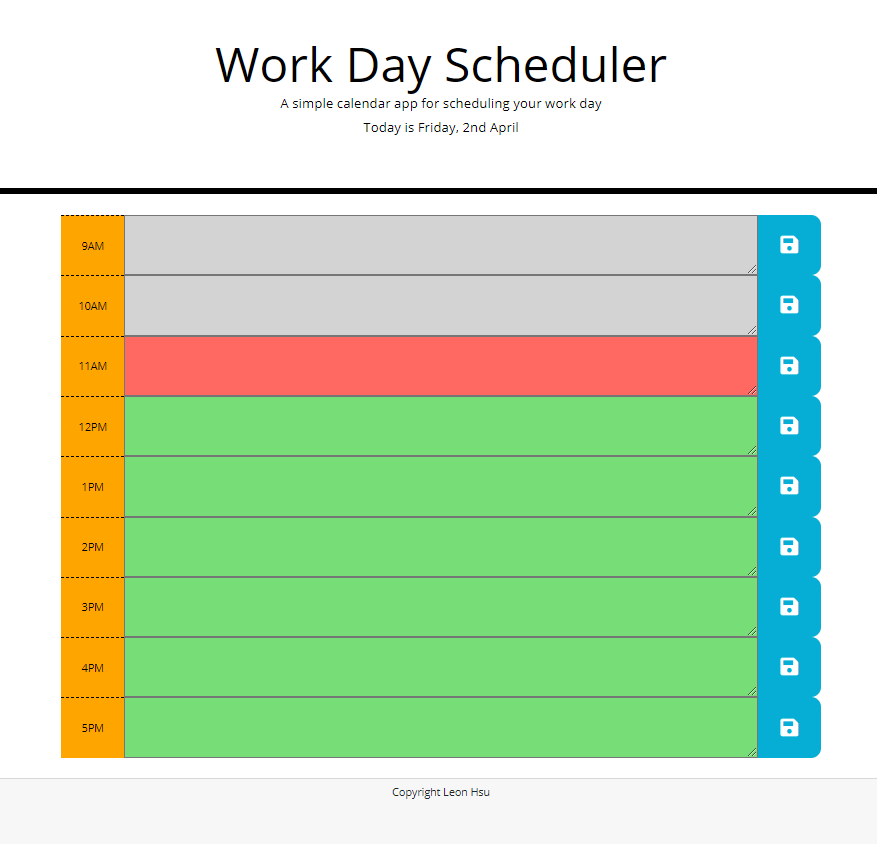 Work Day Scheduler
A simple calendar app for scheduling your work day
Today is Friday, 2nd April
9AM
10AM
11AM
12PM
1PM
2PM
3PM
4PM
5PM
Copyright Leon Hsu